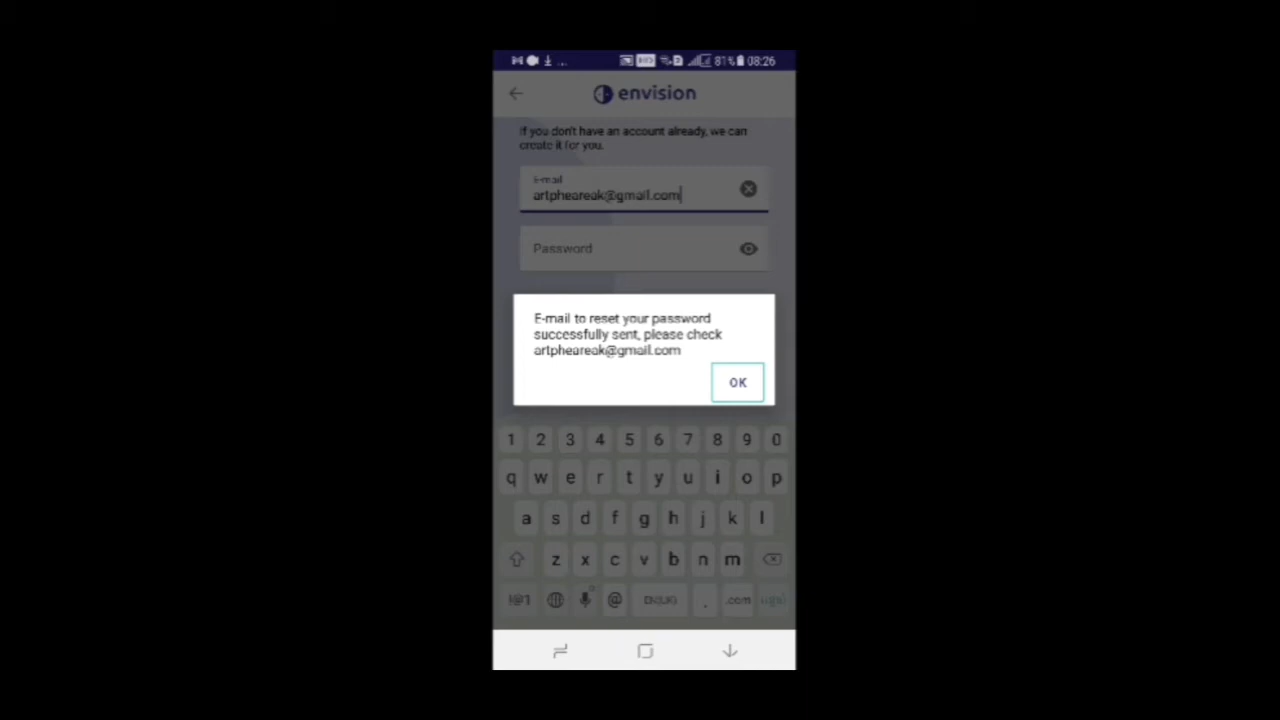 81% 08:26
envision
If you don't have an account already, we can
create it for you.
E-mail
artpheareak@gmail.com
Password
E-mail to reset your password
successfully sent, please check
artpheareak@gmail.com
OK
1 2 3 4 5 6 7 8 9 0
q w e r t y u i o p
a s d f g h j k l
z x c v b n m
!@1 @ EN(UK) . .com